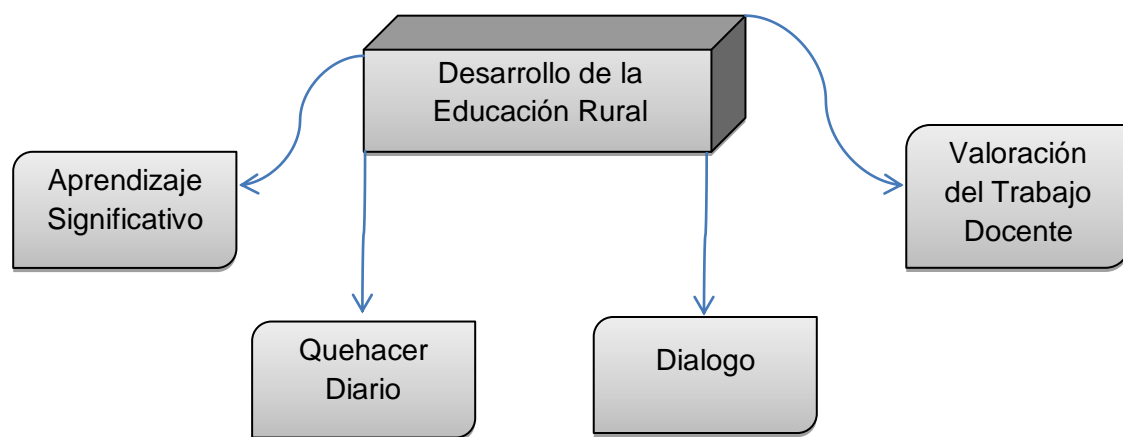 Desarrollo de la
Educación Rural
Aprendizaje
Significativo
Valoración
del Trabajo
Docente
Quehacer
Diario
Dialogo